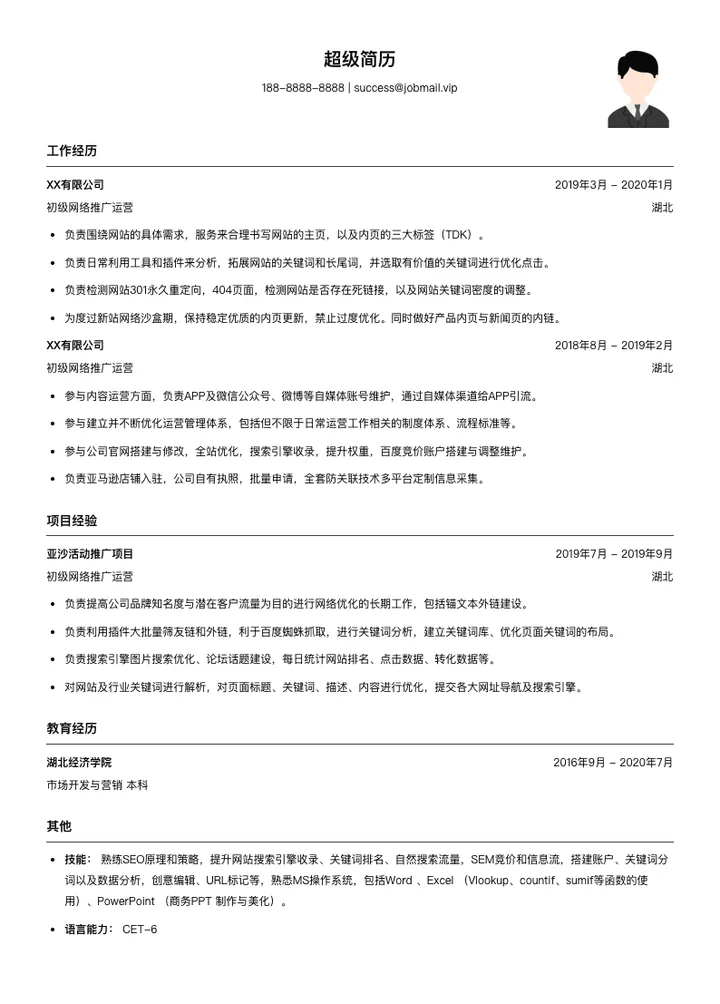 超级简历
188-8888-8888 | success@jobmail.vip
工作经历
XX有限公司 2019年3月 – 2020年1月
初级网络推广运营 湖北
• 负责围绕网站的具体需求，服务来合理书写网站的主页，以及内页的三大标签（TDK）。
• 负责日常利用工具和插件来分析，拓展网站的关键词和长尾词，并选取有价值的关键词进行优化点击。
• 负责检测网站301永久重定向，404页面，检测网站是否存在死链接，以及网站关键词密度的调整。
• 为度过新站网络沙盒期，保持稳定优质的内页更新，禁止过度优化。同时做好产品内页与新闻页的内链。
XX有限公司 2018年8月 – 2019年2月
初级网络推广运营 湖北
• 参与内容运营方面，负责APP及微信公众号、微博等自媒体账号维护，通过自媒体渠道给APP引流。
• 参与建立并不断优化运营管理体系，包括但不限于日常运营工作相关的制度体系、流程标准等。
• 参与公司官网搭建与修改，全站优化，搜索引擎收录，提升权重，百度竞价账户搭建与调整维护。
• 负责亚马逊店铺入驻，公司自有执照，批量申请，全套防关联技术多平台定制信息采集。
项目经验
亚沙活动推广项目 2019年7月 – 2019年9月
初级网络推广运营 湖北
• 负责提高公司品牌知名度与潜在客户流量为目的进行网络优化的长期工作，包括锚文本外链建设。
• 负责利用插件大批量筛友链和外链，利于百度蜘蛛抓取，进行关键词分析，建立关键词库、优化页面关键词的布局。
• 负责搜索引擎图片搜索优化、论坛话题建设，每日统计网站排名、点击数据、转化数据等。
• 对网站及行业关键词进行解析，对页面标题、关键词、描述、内容进行优化，提交各大网址导航及搜索引擎。
教育经历
湖北经济学院 2016年9月 – 2020年7月
市场开发与营销 本科
其他
• 技能： 熟练SEO原理和策略，提升网站搜索引擎收录、关键词排名、自然搜索流量，SEM竞价和信息流，搭建账户、关键词分
词以及数据分析，创意编辑、URL标记等，熟悉MS操作系统，包括Word 、Excel （Vlookup、countif、sumif等函数的使
用）、PowerPoint （商务PPT 制作与美化）。
• 语言能力： CET-6